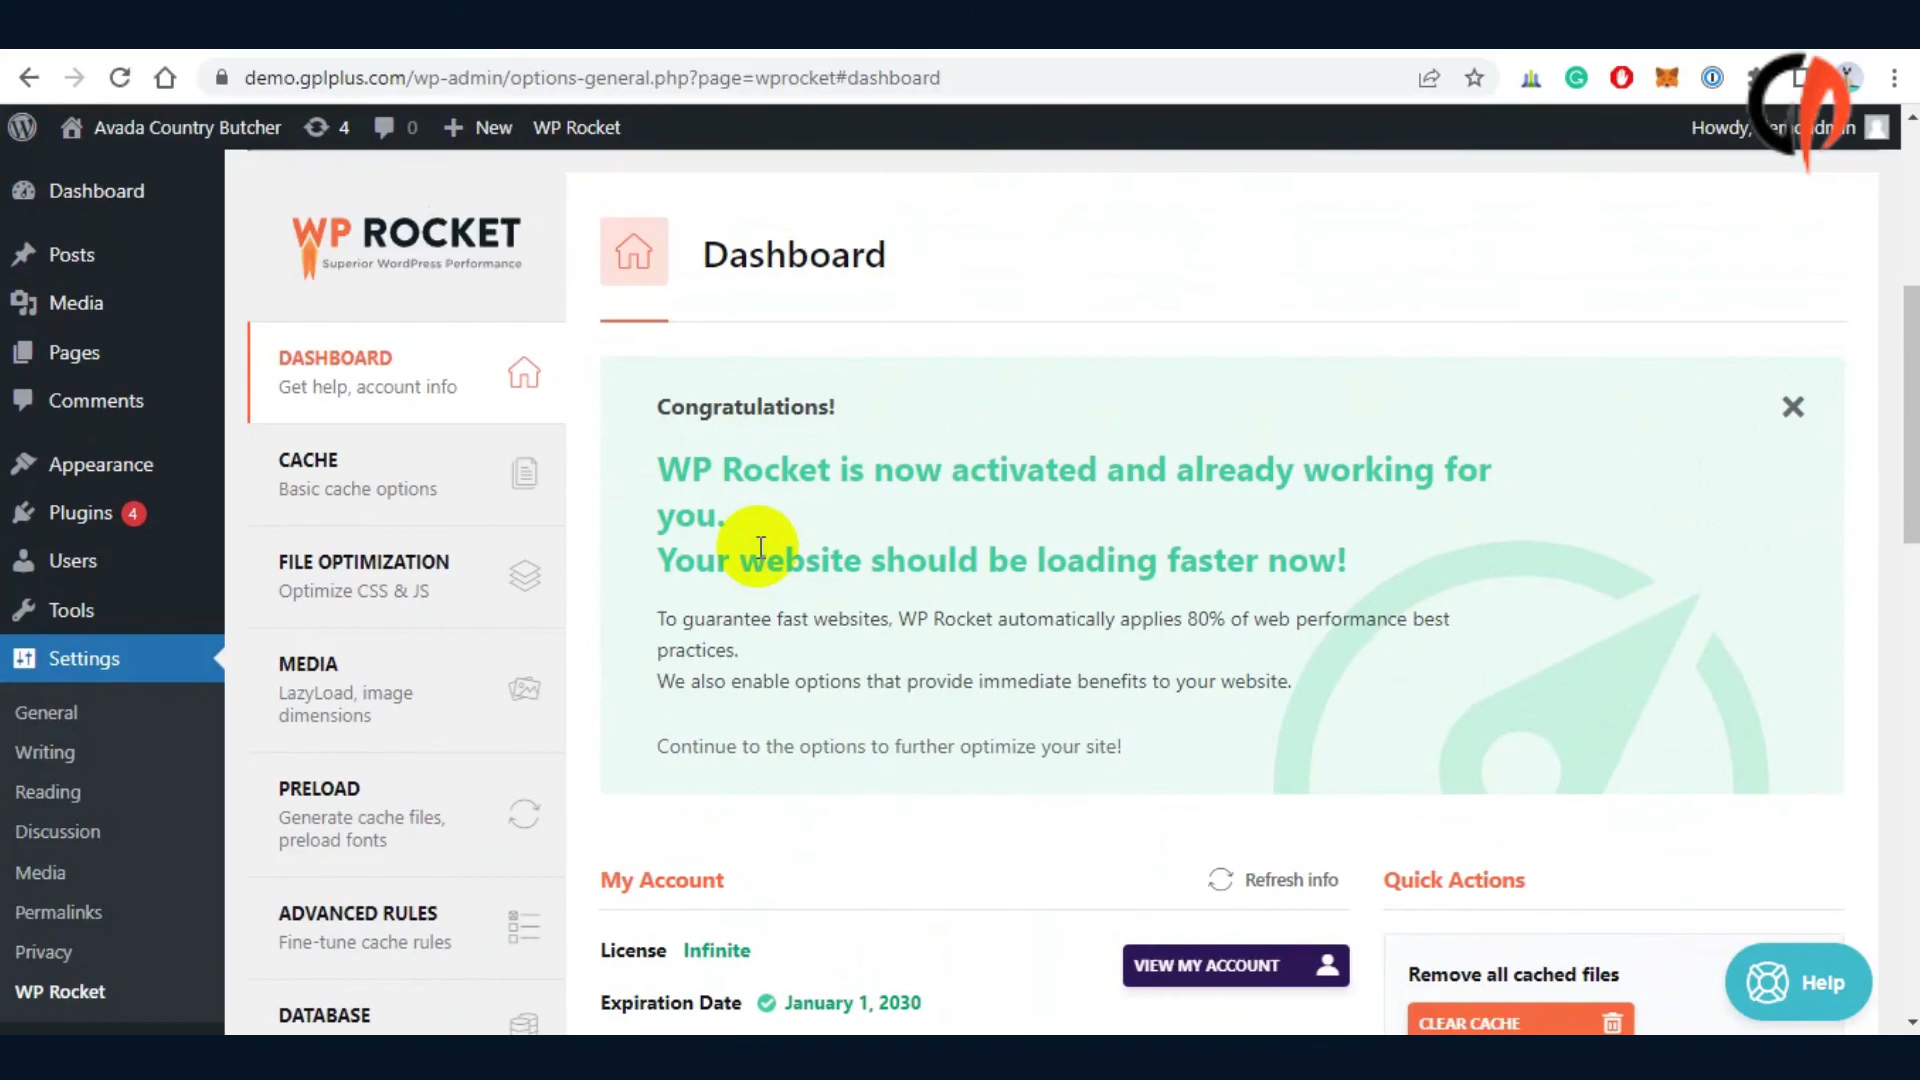 demo.gplplus.com/wp-admin/options-general.php?page=wprocket#dashboard
Avada Country Butcher
4
0
New
WP Rocket
Howdy,
Dashboard
Posts
Media
Pages
Comments
Appearance
Plugins 4
Users
Tools
Settings
General
Writing
Reading
Discussion
Media
Permalinks
Privacy
WP Rocket
WP ROCKET
Superior WordPress Performance
DASHBOARD
Get help, account info
CACHE
Basic cache options
FILE OPTIMIZATION
Optimize CSS & JS
MEDIA
LazyLoad, image
dimensions
PRELOAD
Generate cache files,
preload fonts
ADVANCED RULES
Fine-tune cache rules
DATABASE
Dashboard
Congratulations!
WP Rocket is now activated and already working for
you.
Your website should be loading faster now!
To guarantee fast websites, WP Rocket automatically applies 80% of web performance best
practices.
We also enable options that provide immediate benefits to your website.
Continue to the options to further optimize your site!
My Account
Refresh info
License Infinite
VIEW MY ACCOUNT
Expiration Date January 1, 2030
Quick Actions
Remove all cached files
CLEAR CACHE
Help